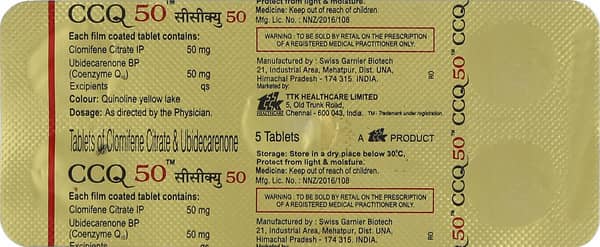 CCQ 50™ सीसीक्यु 50
Each film coated tablet contains:
Clomifene Citrate IP 50 mg
Ubidecarenone BP
(Coenzyme Q10) 50 mg
Excipients qs
Colour: Quinoline yellow lake
Dosage: As directed by the Physician.
Protect from light & moisture.
Medicine: Keep out of reach of children.
Mfg. Lic. No. : NNZ/2016/108
WARNING : TO BE SOLD BY RETAIL ON THE PRESCRIPTION
OF A REGISTERED MEDICAL PRACTITIONER ONLY.
Manufactured by : Swiss Garnier Biotech
21, Industrial Area, Mehatpur, Dist. UNA,
Himachal Pradesh - 174 315. INDIA.
Marketed by:
ttk
HEALTHCARE
TTK HEALTHCARE LIMITED
5, Old Trunk Road,
Chennai - 600 043, India.
TM : Trademark under registration.
CCQ 50™
Tablets of Clomifene Citrate & Ubidecarenone 5 Tablets A ttk PRODUCT
HEALTHCARE
CCQ 50™ सीसीक्यु 50
Each film coated tablet contains:
Clomifene Citrate IP 50 mg
Ubidecarenone BP
(Coenzyme Q10) 50 mg
Excipients qs
Storage: Store in a dry place below 30°C,
Protect from light & moisture.
Medicine: Keep out of reach of children.
Mfg. Lic. No. : NNZ/2016/108
WARNING : TO BE SOLD BY RETAIL ON THE PRESCRIPTION
OF A REGISTERED MEDICAL PRACTITIONER ONLY.
Manufactured by : Swiss Garnier Biotech
21, Industrial Area, Mehatpur, Dist. UNA,
Himachal Pradesh - 174 315. INDIA.
50™ CCQ 50™